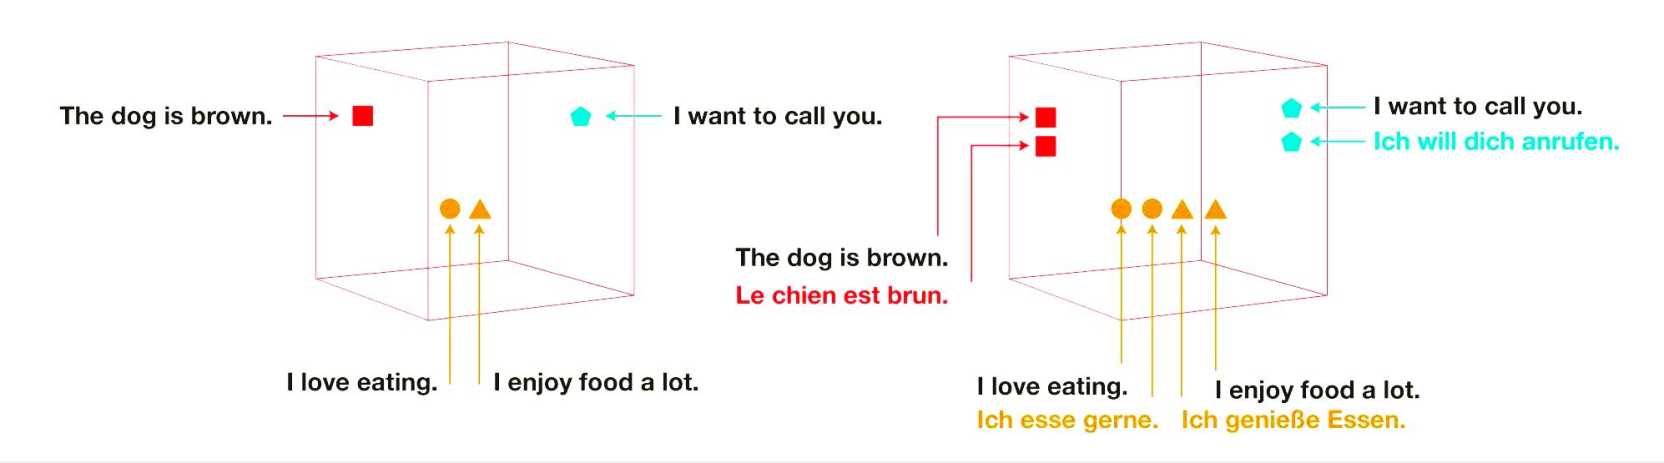 The dog is brown.
I want to call you.
I love eating.
I enjoy food a lot.
I want to call you.
Ich will dich anrufen.
The dog is brown.
Le chien est brun.
I love eating.
I enjoy food a lot.
Ich esse gerne.
Ich genieße Essen.